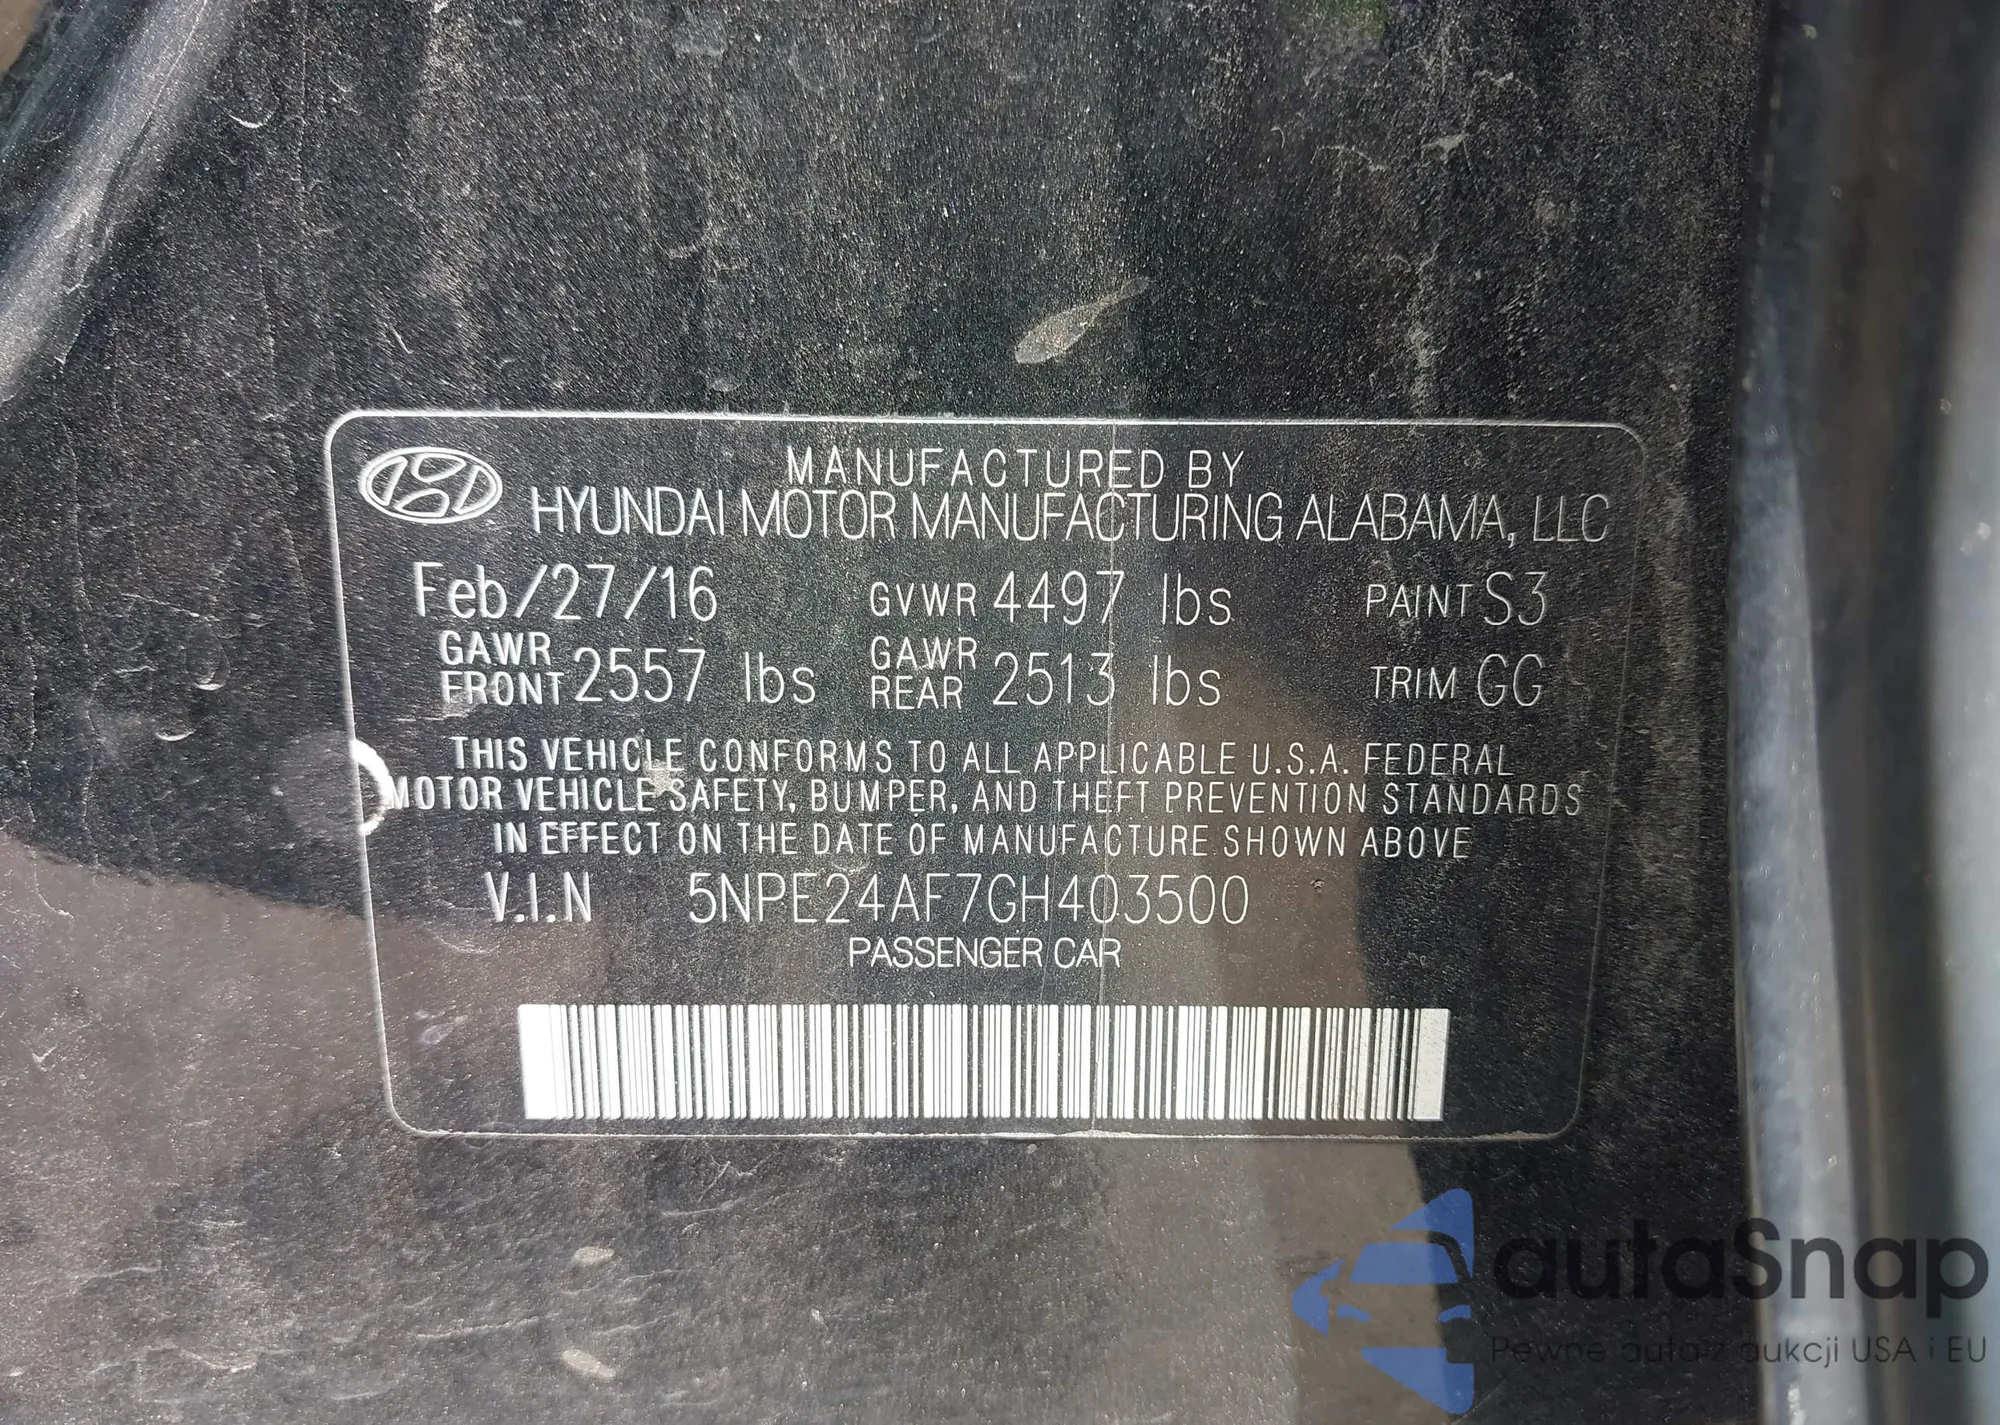 MANUFACTURED BY
HYUNDAI MOTOR MANUFACTURING ALABAMA, LLC
Feb/27/16 GVWR 4497 lbs PAINT S3
GAWR FRONT 2557 lbs GAWR REAR 2513 lbs TRIM GG
THIS VEHICLE CONFORMS TO ALL APPLICABLE U.S.A. FEDERAL
MOTOR VEHICLE SAFETY, BUMPER, AND THEFT PREVENTION STANDARDS
IN EFFECT ON THE DATE OF MANUFACTURE SHOWN ABOVE
V.I.N 5NPE24AF7GH403500
PASSENGER CAR
autaSnap
Pewne auta z aukcji USA i EU